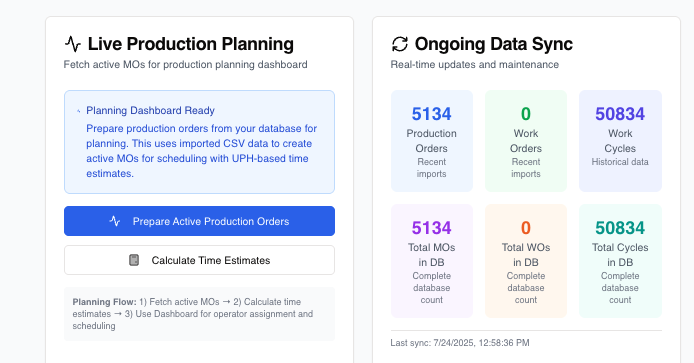 Live Production Planning
Fetch active MOs for production planning dashboard
Planning Dashboard Ready
Prepare production orders from your database for
planning. This uses imported CSV data to create
active MOs for scheduling with UPH-based time
estimates.
Prepare Active Production Orders
Calculate Time Estimates
Planning Flow: 1) Fetch active MOs → 2) Calculate time
estimates → 3) Use Dashboard for operator assignment and
scheduling
Ongoing Data Sync
Real-time updates and maintenance
5134
Production
Orders
Recent
imports
0
Work
Orders
Recent
imports
50834
Work
Cycles
Historical data
5134
Total MOs
in DB
Complete
database
count
0
Total WOs
in DB
Complete
database
count
50834
Total Cycles
in DB
Complete
database
count
Last sync: 7/24/2025, 12:58:36 PM